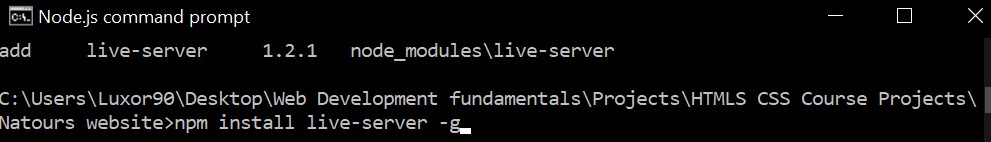 Node.js command prompt
add live-server 1.2.1 node_modules\live-server
C:\Users\Luxor90\Desktop\Web Development fundamentals\Projects\HTMLS CSS Course Projects\
Natours website>npm install live-server -g